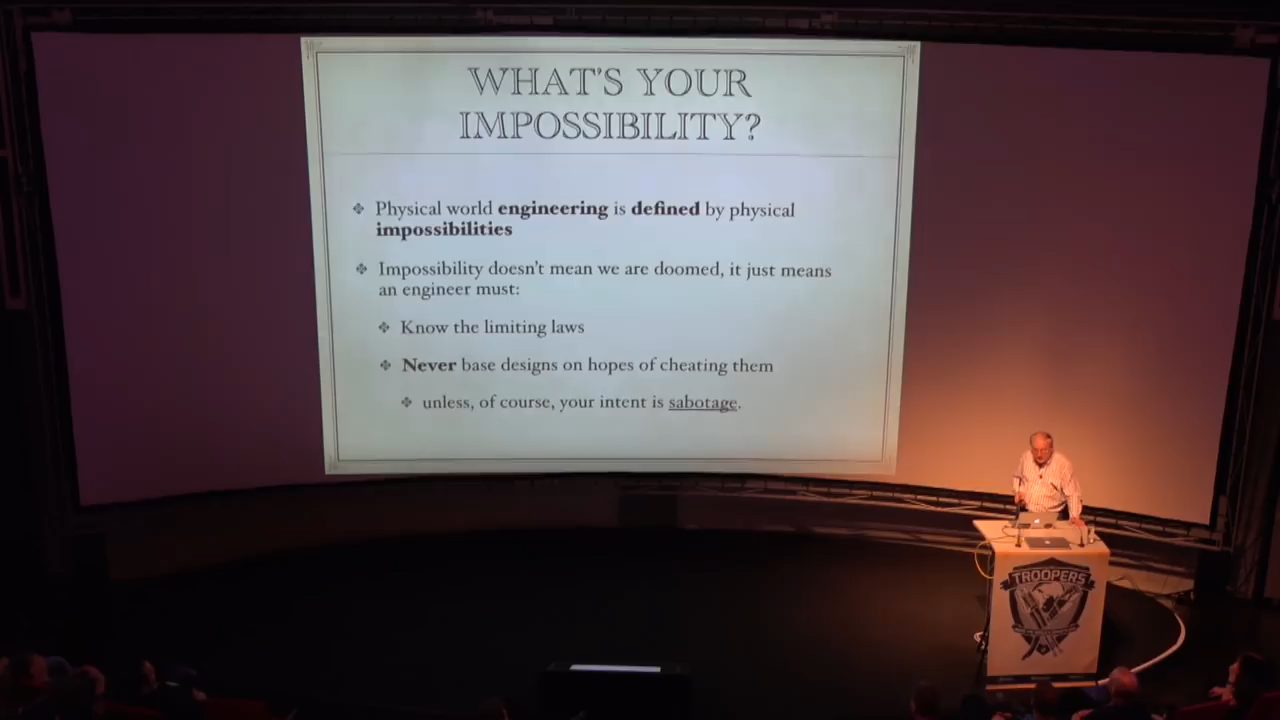 WHAT'S YOUR
IMPOSSIBILITY?
Physical world engineering is defined by physical
impossibilities
Impossibility doesn't mean we are doomed, it just means
an engineer must:
Know the limiting laws
Never base designs on hopes of cheating them
unless, of course, your intent is sabotage.
TROOPERS